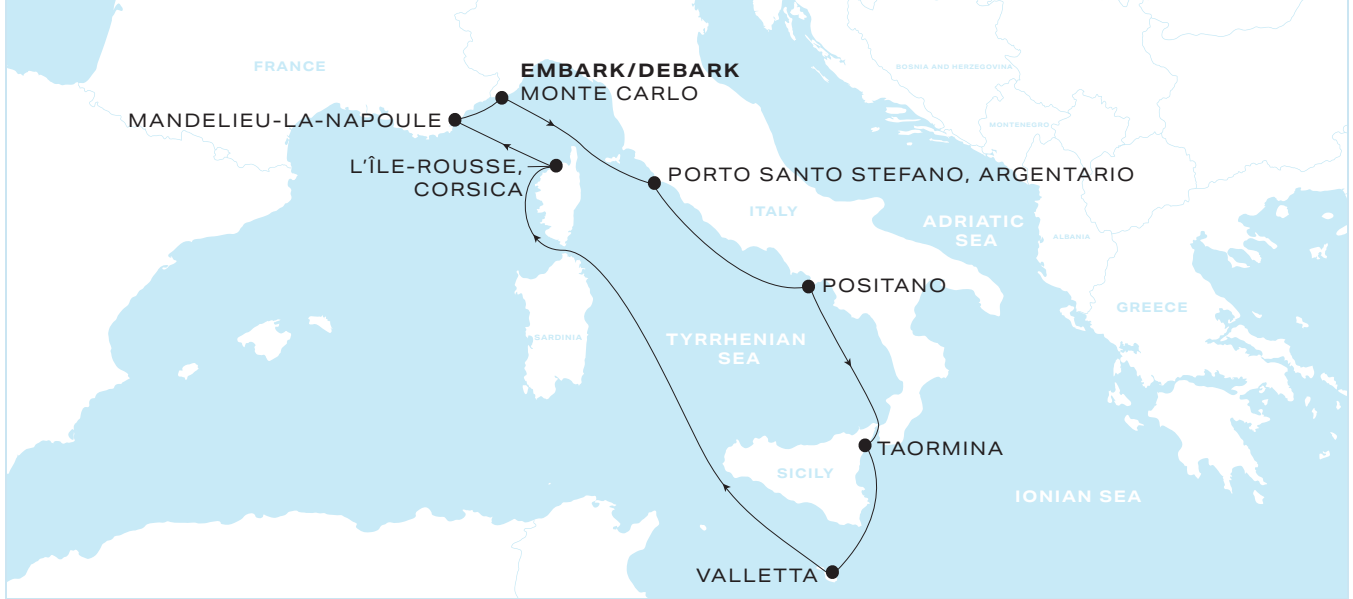 FRANCE
BOSNIA AND HERZEGOVINA
EMBARK/DEBARK
MONTE CARLO
MANDELIEU-LA-NAPOULE
MONTENEGRO
L'ÎLE-ROUSSE,
CORSICA
PORTO SANTO STEFANO, ARGENTARIO
ITALY
ADRIATIC
SEA
ALBANIA
POSITANO
GREECE
SARDINIA
TYRRHENIAN
SEA
TAORMINA
SICILY
IONIAN SEA
VALLETTA